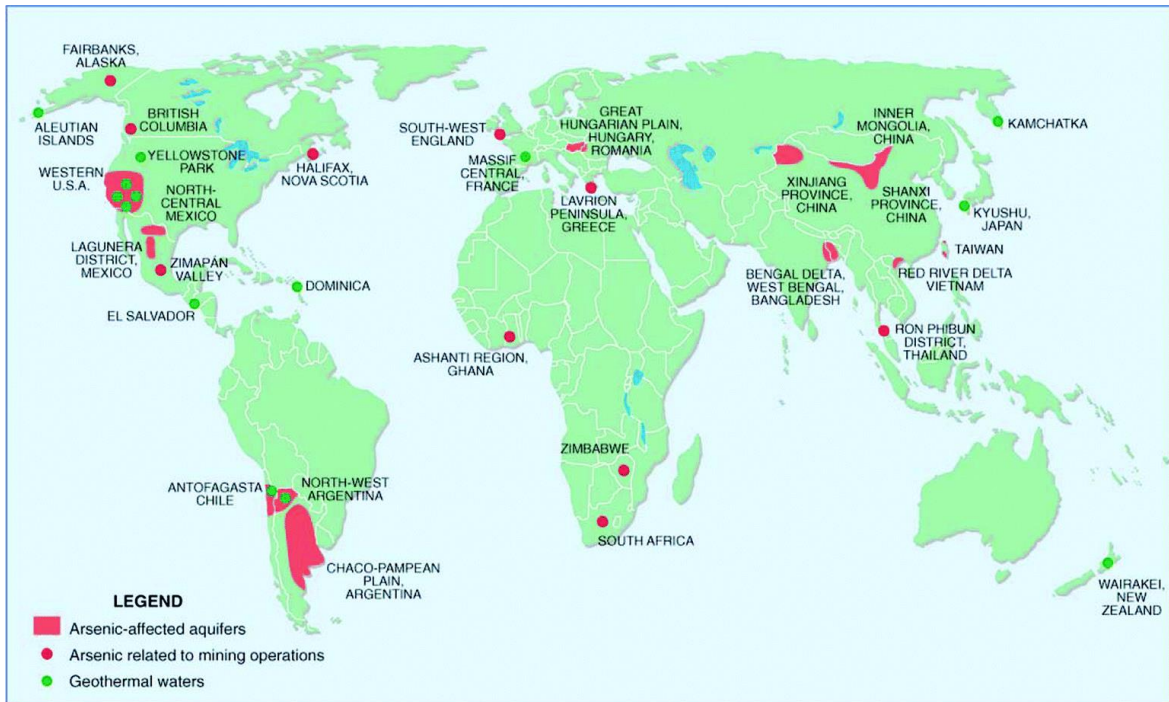 FAIRBANKS,
ALASKA
ALEUTIAN
ISLANDS
BRITISH
COLUMBIA
YELLOWSTONE
PARK
HALIFAX,
NOVA SCOTIA
WESTERN
U.S.A.
NORTH-
CENTRAL
MEXICO
LAGUNERA
DISTRICT,
MEXICO
ZIMAPÁN
VALLEY
DOMINICA
EL SALVADOR
SOUTH-WEST
ENGLAND
GREAT
HUNGARIAN PLAIN,
HUNGARY,
ROMANIA
MASSIF
CENTRAL,
FRANCE
LAVRION
PENINSULA,
GREECE
INNER
MONGOLIA,
CHINA
KAMCHATKA
XINJIANG
PROVINCE,
CHINA
SHANXI
PROVINCE,
CHINA
KYUSHU,
JAPAN
TAIWAN
BENGAL DELTA,
WEST BENGAL,
BANGLADESH
RED RIVER DELTA
VIETNAM
RON PHIBUN
DISTRICT,
THAILAND
ASHANTI REGION,
GHANA
ZIMBABWE
SOUTH AFRICA
ANTOFAGASTA
CHILE
NORTH-WEST
ARGENTINA
CHACO-PAMPEAN
PLAIN,
ARGENTINA
WAIRAKEI,
NEW
ZEALAND
LEGEND
Arsenic-affected aquifers
Arsenic related to mining operations
Geothermal waters